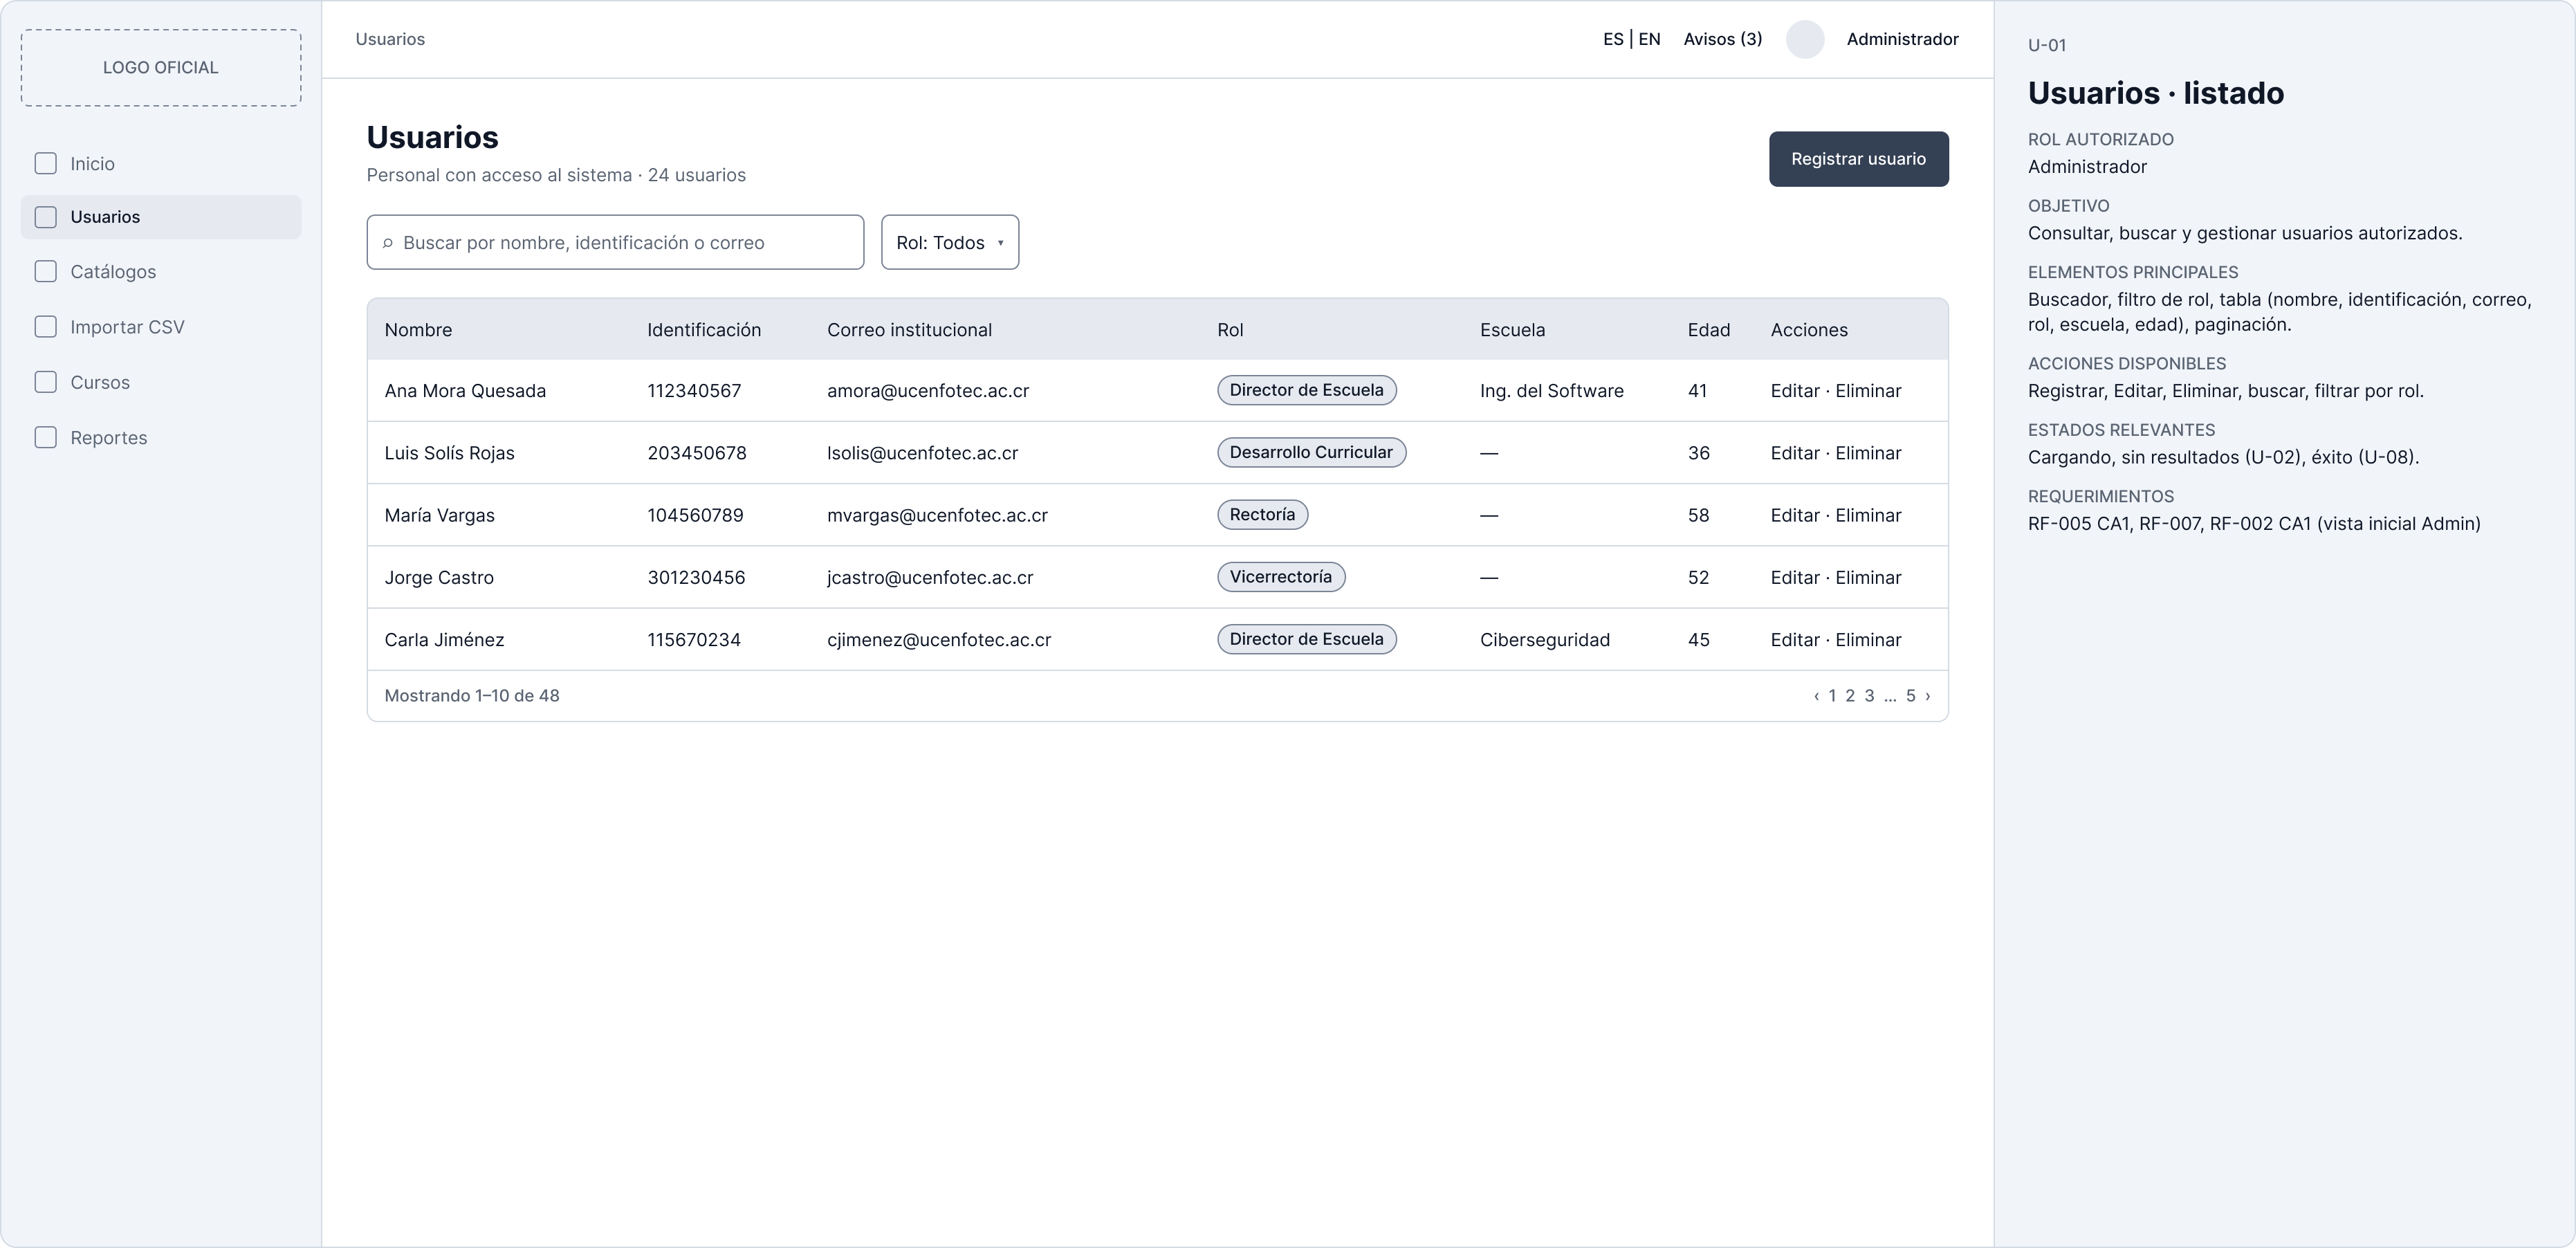 LOGO OFICIAL
Inicio
Usuarios
Catálogos
Importar CSV
Cursos
Reportes
Usuarios
ES | EN Avisos (3) Administrador
Usuarios
Personal con acceso al sistema · 24 usuarios
Registrar usuario
Buscar por nombre, identificación o correo
Rol: Todos ▾
Nombre Identificación Correo institucional Rol Escuela Edad Acciones
Ana Mora Quesada 112340567 amora@ucenfotec.ac.cr Director de Escuela Ing. del Software 41 Editar · Eliminar
Luis Solís Rojas 203450678 lsolis@ucenfotec.ac.cr Desarrollo Curricular — 36 Editar · Eliminar
María Vargas 104560789 mvargas@ucenfotec.ac.cr Rectoría — 58 Editar · Eliminar
Jorge Castro 301230456 jcastro@ucenfotec.ac.cr Vicerrectoría — 52 Editar · Eliminar
Carla Jiménez 115670234 cjimenez@ucenfotec.ac.cr Director de Escuela Ciberseguridad 45 Editar · Eliminar
Mostrando 1–10 de 48 ‹ 1 2 3 … 5 ›
U-01
Usuarios · listado
ROL AUTORIZADO
Administrador
OBJETIVO
Consultar, buscar y gestionar usuarios autorizados.
ELEMENTOS PRINCIPALES
Buscador, filtro de rol, tabla (nombre, identificación, correo,
rol, escuela, edad), paginación.
ACCIONES DISPONIBLES
Registrar, Editar, Eliminar, buscar, filtrar por rol.
ESTADOS RELEVANTES
Cargando, sin resultados (U-02), éxito (U-08).
REQUERIMIENTOS
RF-005 CA1, RF-007, RF-002 CA1 (vista inicial Admin)